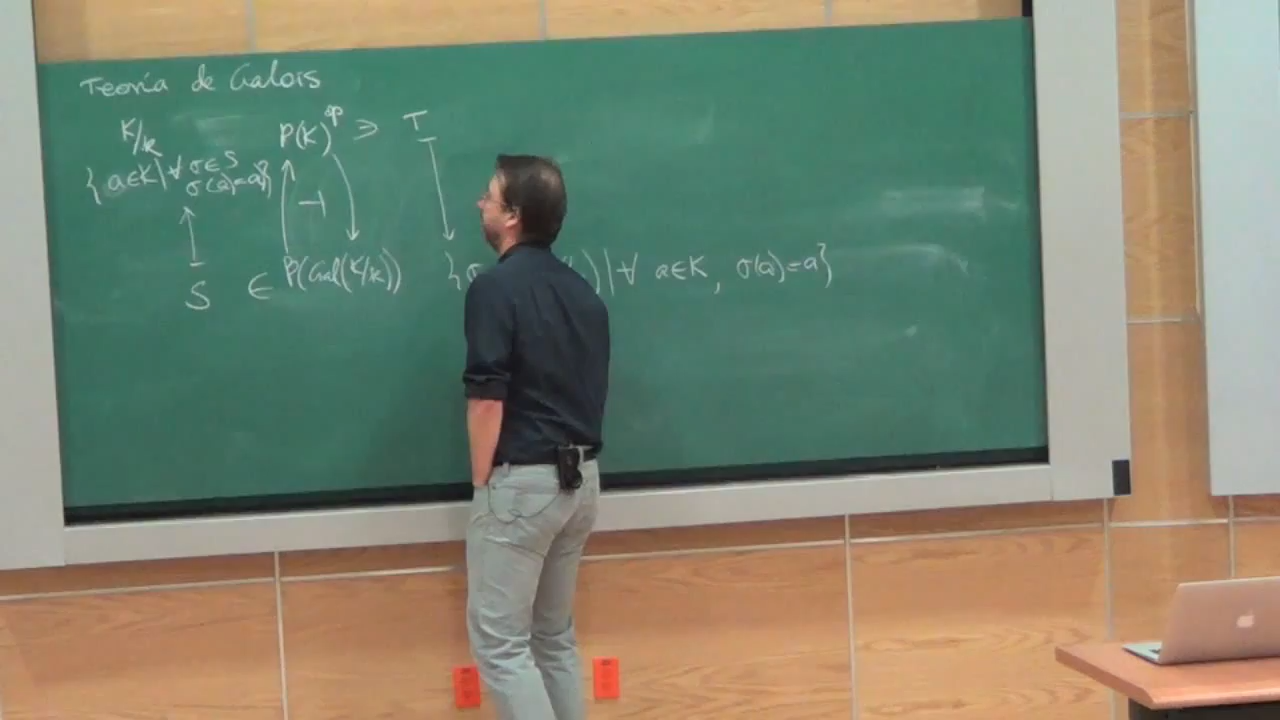 Teoría de Galois
K/k P(K)^op ∋ T
{a∈K | ∀ σ∈S
σ(a)=a}
⊣
S ∈ P(Gal(K/k)) {σ ) | ∀ a∈K, σ(a)=a}